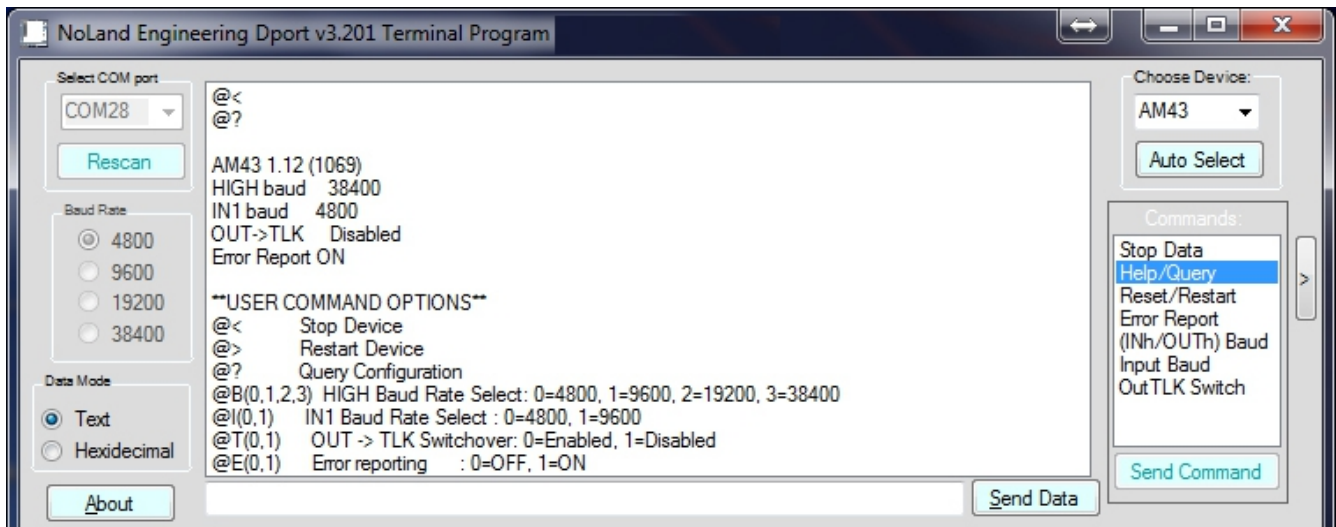 NoLand Engineering Dport v3.201 Terminal Program
Select COM port
COM28
Rescan
Baud Rate
4800
9600
19200
38400
Data Mode
Text
Hexidecimal
About
@<
@?
AM43 1.12 (1069)
HIGH baud 38400
IN1 baud 4800
OUT->TLK Disabled
Error Report ON
**USER COMMAND OPTIONS**
@< Stop Device
@> Restart Device
@? Query Configuration
@B(0,1,2,3) HIGH Baud Rate Select: 0=4800, 1=9600, 2=19200, 3=38400
@I(0,1) IN1 Baud Rate Select : 0=4800, 1=9600
@T(0,1) OUT -> TLK Switchover: 0=Enabled, 1=Disabled
@E(0,1) Error reporting : 0=OFF, 1=ON
Send Data
Choose Device:
AM43
Auto Select
Commands:
Stop Data
Help/Query
Reset/Restart
Error Report
(INh/OUTh) Baud
Input Baud
OutTLK Switch
Send Command
>